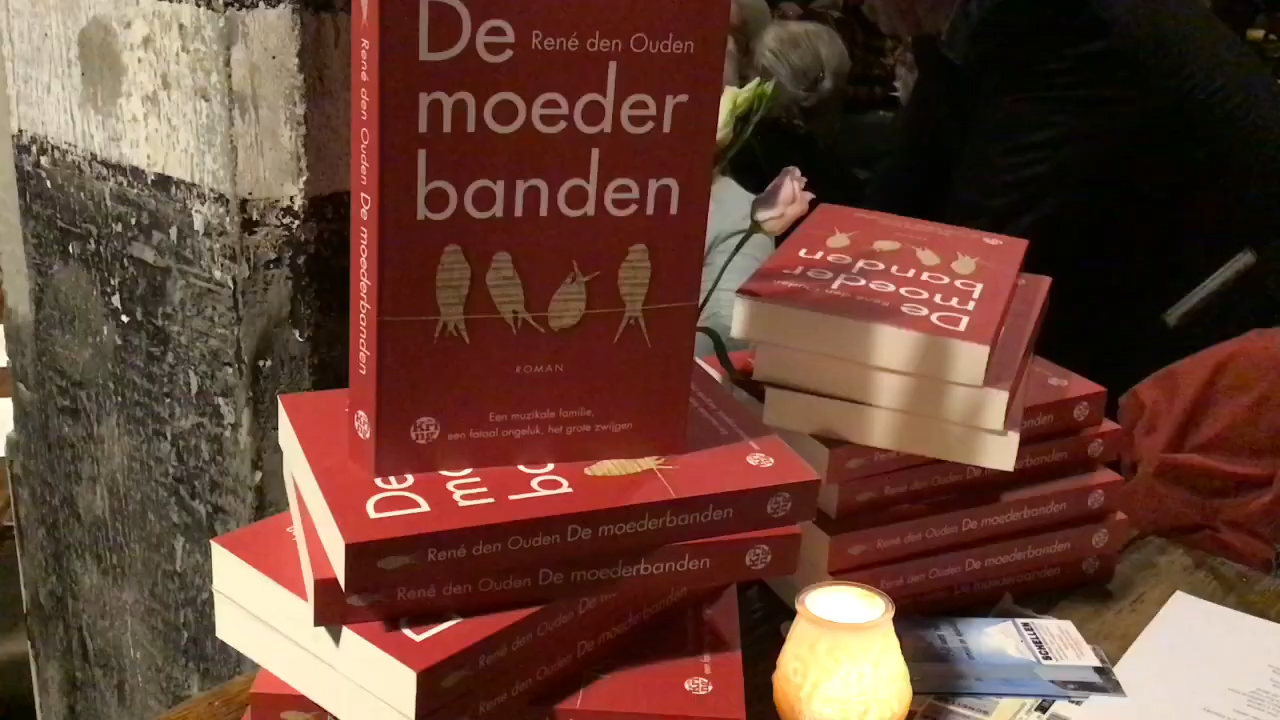 De
René den Ouden
moeder
banden
ROMAN
Een muzikale familie,
een fataal ongeluk, het grote zwijgen
René den Ouden De moederbanden
De
moeder
banden
De
René den Ouden De moederbanden
René den Ouden De moederbanden
René den Ouden De
René den Ouden De moederbanden
René den Ouden De moederbanden
René den Ouden De moederbanden
René den Ouden De moederbanden
De moederbanden
SCHELLEN